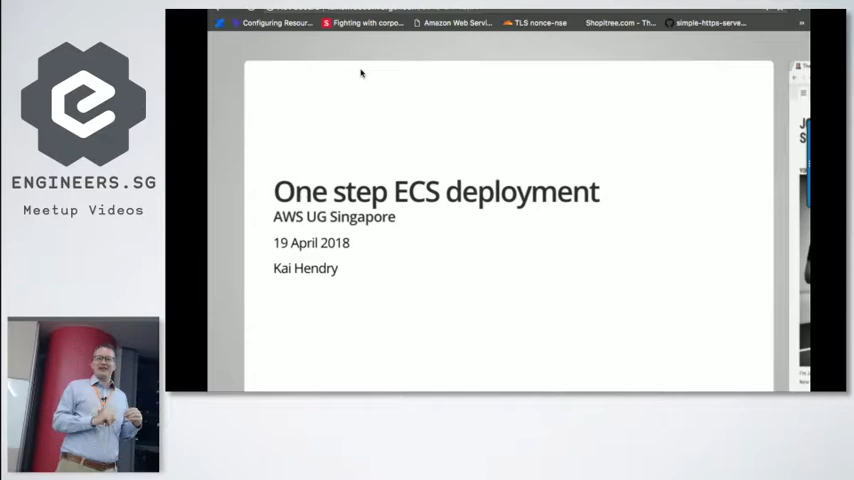 ENGINEERS.SG
Meetup Videos
Configuring Resour...
Fighting with corpo...
Amazon Web Servi...
TLS nonce-nse
Shopitree.com - Th...
simple-https-serve...
»
One step ECS deployment
AWS UG Singapore
19 April 2018
Kai Hendry